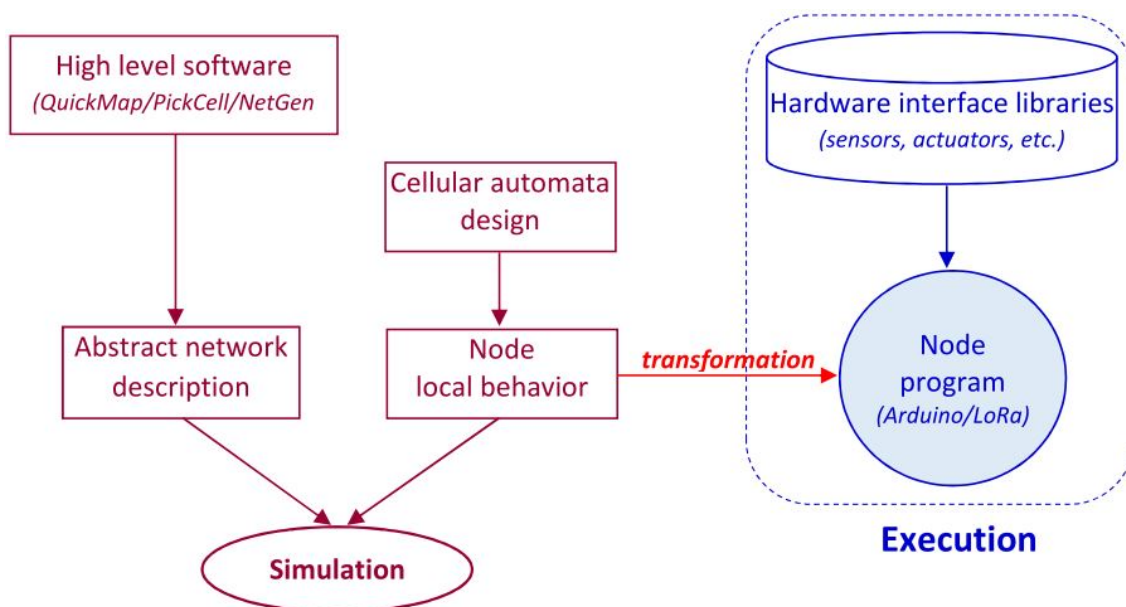 High level software
(QuickMap/PickCell/NetGen
Cellular automata
design
Abstract network
description
Node
local behavior
Simulation
transformation
Hardware interface libraries
(sensors, actuators, etc.)
Node
program
(Arduino/LoRa)
Execution